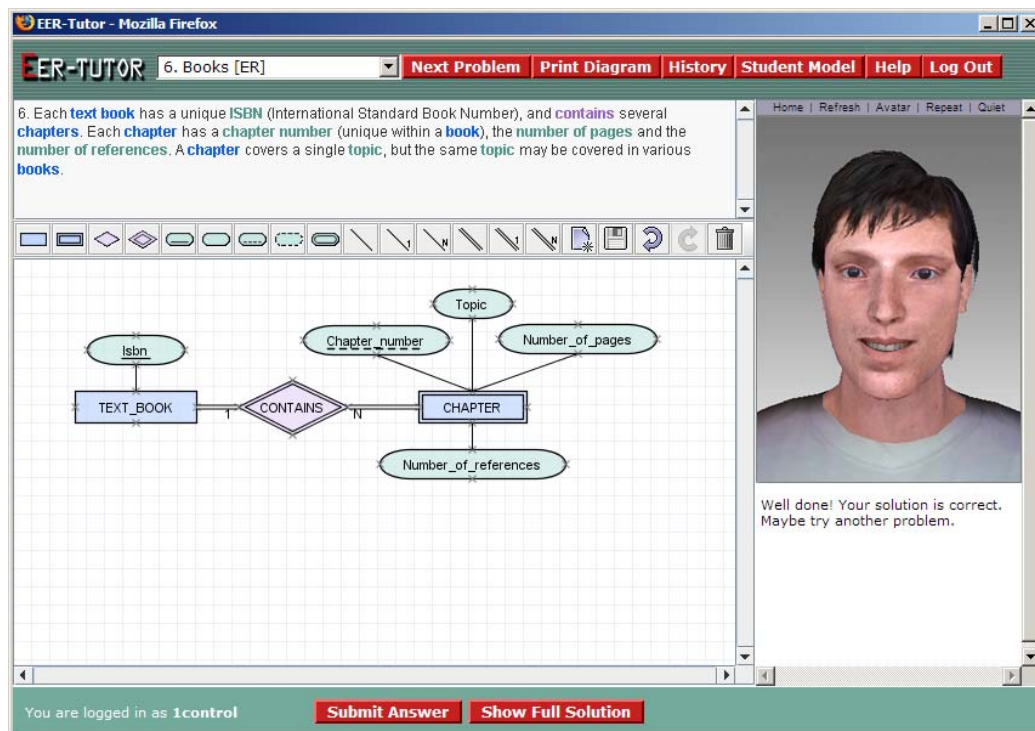 EER-Tutor - Mozilla Firefox
EER-TUTOR 6. Books [ER] Next Problem Print Diagram History Student Model Help Log Out
Home | Refresh | Avatar | Repeat | Quiet
6. Each text book has a unique ISBN (International Standard Book Number), and contains several
chapters. Each chapter has a chapter number (unique within a book), the number of pages and the
number of references. A chapter covers a single topic, but the same topic may be covered in various
books.
1 N 1 N
Topic
Chapter_number Number_of_pages
Isbn
TEXT_BOOK 1 CONTAINS N CHAPTER
Number_of_references
Well done! Your solution is correct.
Maybe try another problem.
You are logged in as 1control Submit Answer Show Full Solution